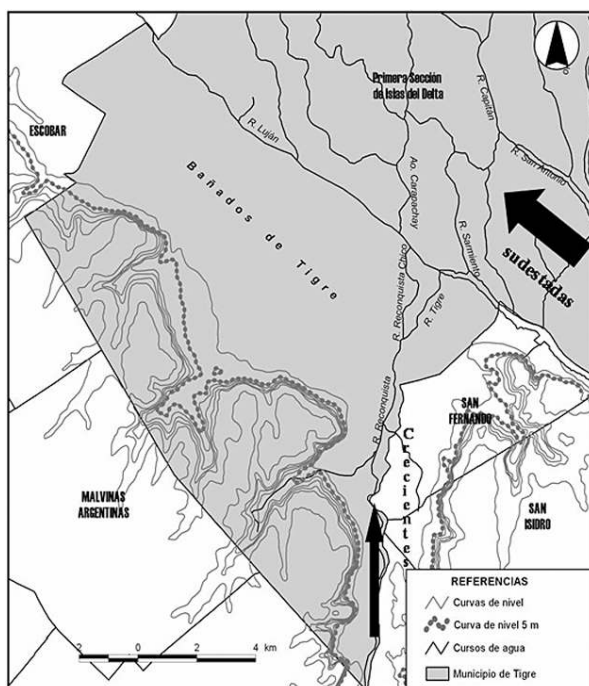 Primera Sección
de Islas del Delta
R. Capitán
ESCOBAR
R. Luján
R. San Antonio
Bañados de Tigre
Ao. Carapachay
sudestadas
R. Sarmiento
R. Reconquista Chico
R. Tigre
R. Reconquista
SAN
FERNANDO
Crecientes
MALVINAS
ARGENTINAS
SAN
ISIDRO
REFERENCIAS
Curvas de nivel
Curva de nivel 5 m
Cursos de agua
Municipio de Tigre
2 0 2 4 km